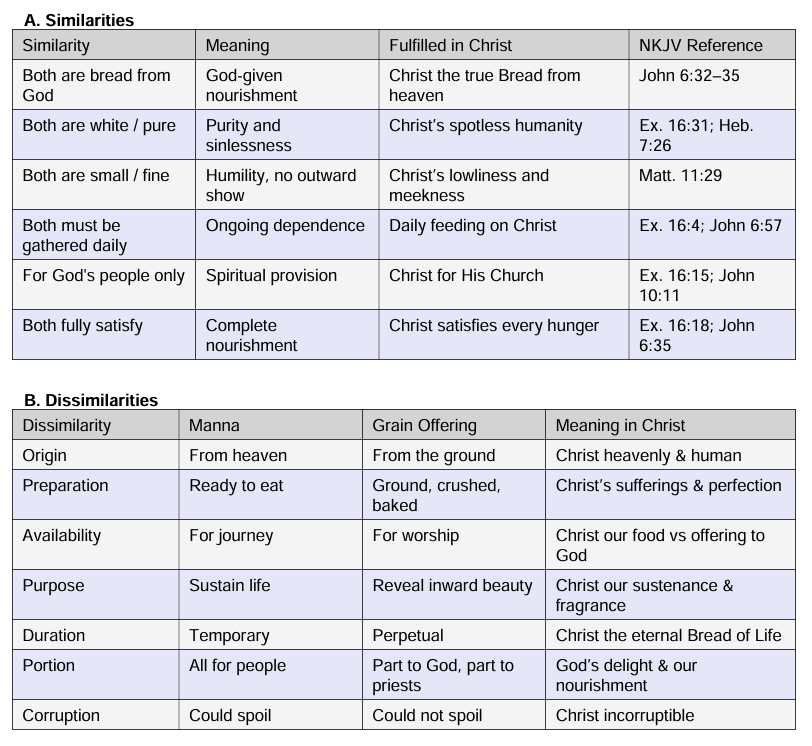 A. Similarities
Similarity Meaning Fulfilled in Christ NKJV Reference
Both are bread from God-given Christ the true Bread from John 6:32–35
God nourishment heaven
Both are white / pure Purity and Christ's spotless humanity Ex. 16:31; Heb.
sinlessness 7:26
Both are small / fine Humility, no outward Christ's lowliness and Matt. 11:29
show meekness
Both must be Ongoing dependence Daily feeding on Christ Ex. 16:4; John 6:57
gathered daily
For God's people only Spiritual provision Christ for His Church Ex. 16:15; John
10:11
Both fully satisfy Complete Christ satisfies every hunger Ex. 16:18; John
nourishment 6:35
B. Dissimilarities
Dissimilarity Manna Grain Offering Meaning in Christ
Origin From heaven From the ground Christ heavenly & human
Preparation Ready to eat Ground, crushed, Christ's sufferings & perfection
baked
Availability For journey For worship Christ our food vs offering to
God
Purpose Sustain life Reveal inward beauty Christ our sustenance &
fragrance
Duration Temporary Perpetual Christ the eternal Bread of Life
Portion All for people Part to God, part to God's delight & our
priests nourishment
Corruption Could spoil Could not spoil Christ incorruptible